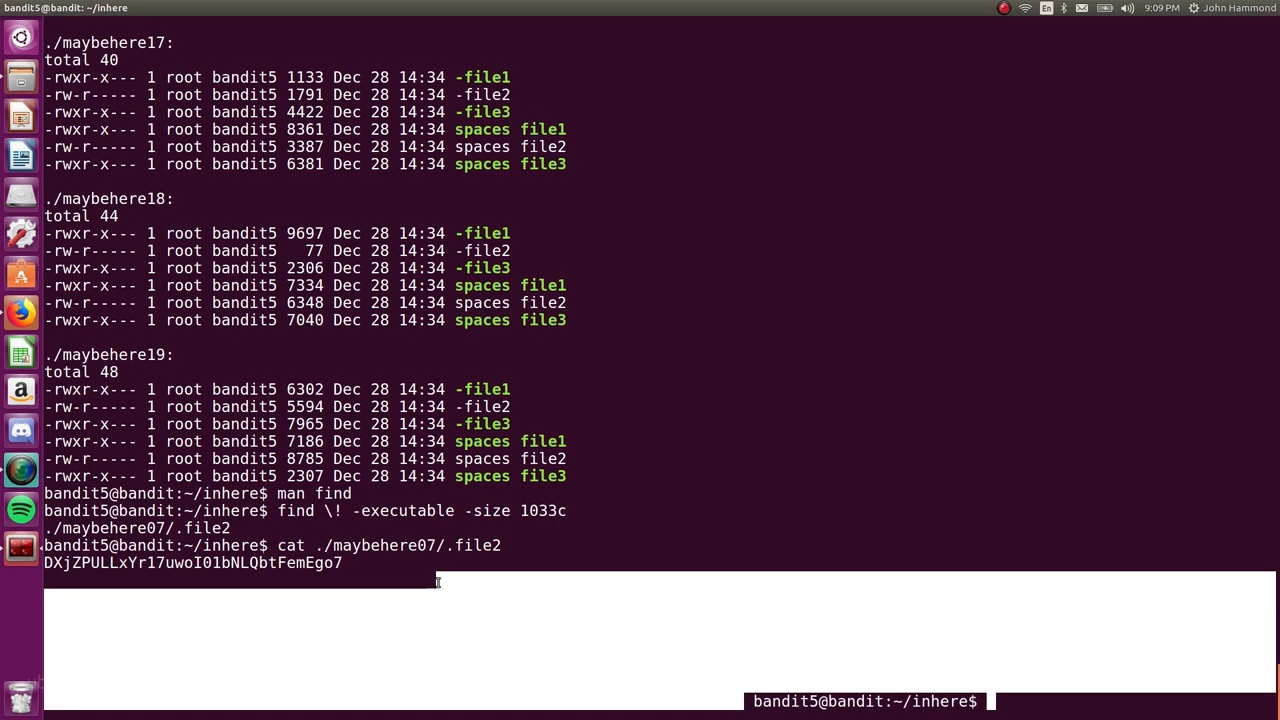 bandit5@bandit: ~/inhere
En
9:09 PM
John Hammond
./maybehere17:
total 40
-rwxr-x--- 1 root bandit5 1133 Dec 28 14:34 -file1
-rw-r----- 1 root bandit5 1791 Dec 28 14:34 -file2
-rwxr-x--- 1 root bandit5 4422 Dec 28 14:34 -file3
-rwxr-x--- 1 root bandit5 8361 Dec 28 14:34 spaces file1
-rw-r----- 1 root bandit5 3387 Dec 28 14:34 spaces file2
-rwxr-x--- 1 root bandit5 6381 Dec 28 14:34 spaces file3
./maybehere18:
total 44
-rwxr-x--- 1 root bandit5 9697 Dec 28 14:34 -file1
-rw-r----- 1 root bandit5   77 Dec 28 14:34 -file2
-rwxr-x--- 1 root bandit5 2306 Dec 28 14:34 -file3
-rwxr-x--- 1 root bandit5 7334 Dec 28 14:34 spaces file1
-rw-r----- 1 root bandit5 6348 Dec 28 14:34 spaces file2
-rwxr-x--- 1 root bandit5 7040 Dec 28 14:34 spaces file3
./maybehere19:
total 48
-rwxr-x--- 1 root bandit5 6302 Dec 28 14:34 -file1
-rw-r----- 1 root bandit5 5594 Dec 28 14:34 -file2
-rwxr-x--- 1 root bandit5 7965 Dec 28 14:34 -file3
-rwxr-x--- 1 root bandit5 7186 Dec 28 14:34 spaces file1
-rw-r----- 1 root bandit5 8785 Dec 28 14:34 spaces file2
-rwxr-x--- 1 root bandit5 2307 Dec 28 14:34 spaces file3
bandit5@bandit:~/inhere$ man find
bandit5@bandit:~/inhere$ find \! -executable -size 1033c
./maybehere07/.file2
bandit5@bandit:~/inhere$ cat ./maybehere07/.file2
DXjZPULLxYr17uwoI01bNLQbtFemEgo7
bandit5@bandit:~/inhere$